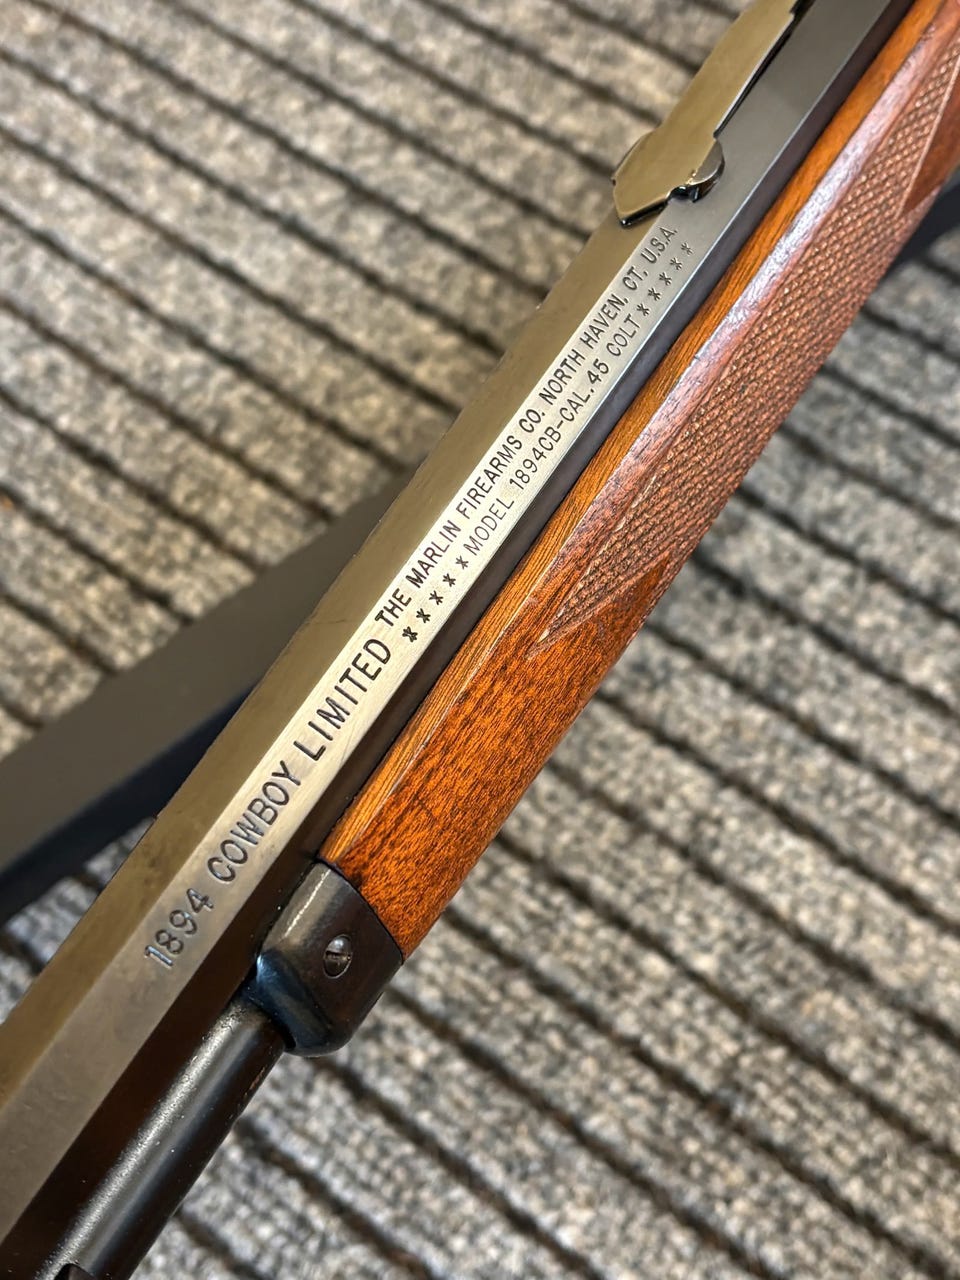 1894 COWBOY LIMITED THE MARLIN FIREARMS CO. NORTH HAVEN, CT. U.S.A.
*****MODEL 1894CB-CAL. 45 COLT*****